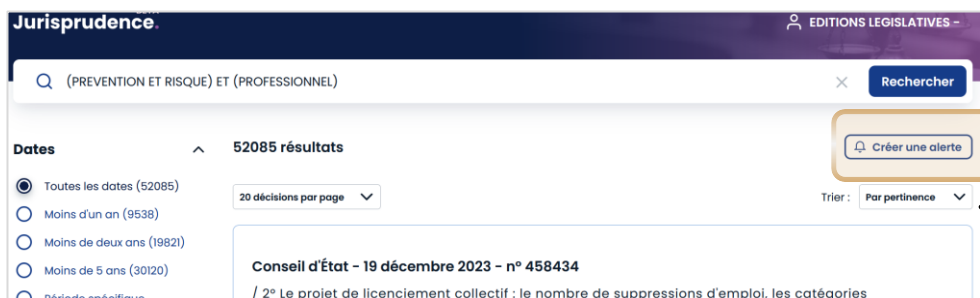 Jurisprudence.
EDITIONS LEGISLATIVES -
(PREVENTION ET RISQUE) ET (PROFESSIONNEL)
Rechercher
Dates
52085 résultats
Créer une alerte
Toutes les dates (52085)
20 décisions par page
Trier : Par pertinence
Moins d'un an (9538)
Moins de deux ans (19821)
Moins de 5 ans (30120)
Période spécifique
Conseil d'État - 19 décembre 2023 - n° 458434
/ 2° Le projet de licenciement collectif : le nombre de suppressions d'emploi, les catégories